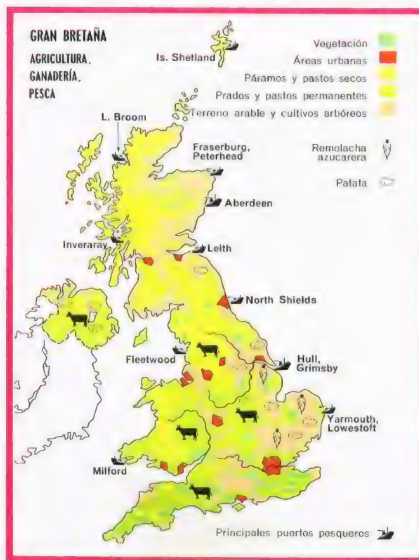 GRAN BRETAÑA
AGRICULTURA,
GANADERÍA,
PESCA
Vegetación
Áreas urbanas
Páramos y pastos secos
Prados y pastos permanentes
Terreno arable y cultivos arbóreos
Remolacha
azucarera
Patata
Is. Shetland
L. Broom
Fraserburg,
Peterhead
Aberdeen
Inveraray
Leith
North Shields
Fleetwood
Hull,
Grimsby
Yarmouth,
Lowestoft
Milford
Principales puertos pesqueros